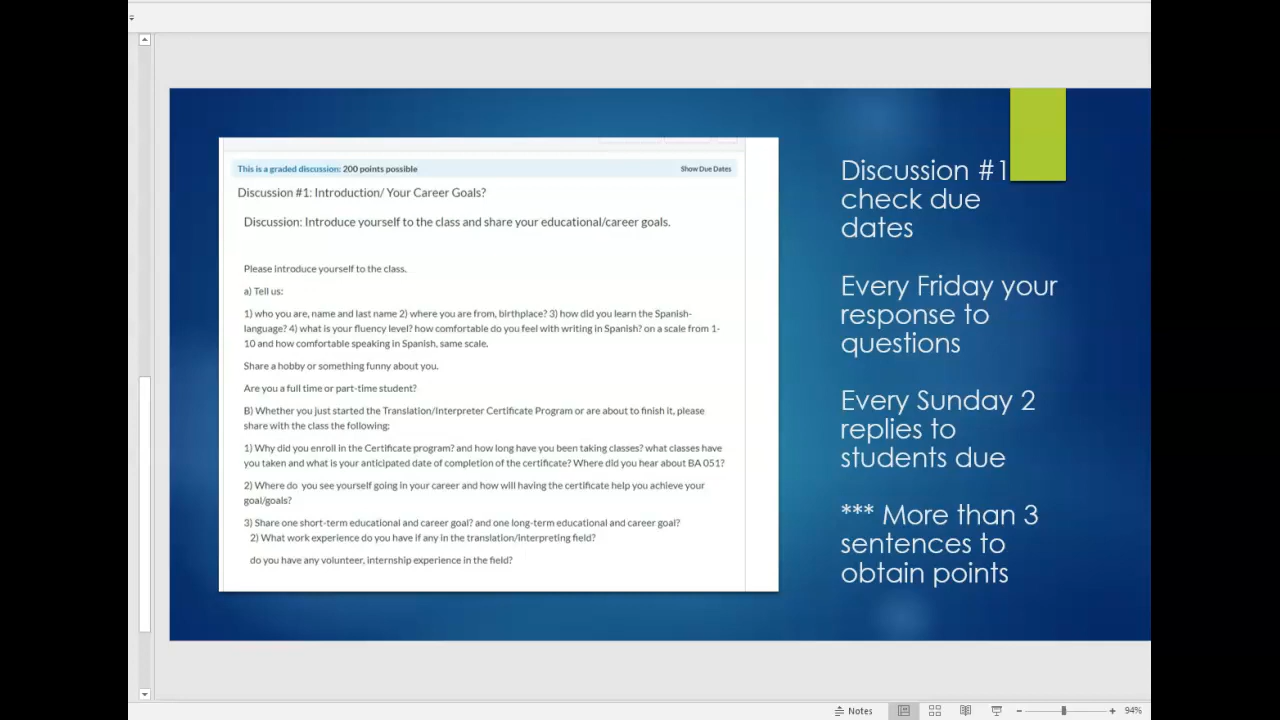 This is a graded discussion: 200 points possible
Show Due Dates
Discussion #1: Introduction/ Your Career Goals?
Discussion: Introduce yourself to the class and share your educational/career goals.
Please introduce yourself to the class.
a) Tell us:
1) who you are, name and last name 2) where you are from, birthplace? 3) how did you learn the Spanish-
language? 4) what is your fluency level? how comfortable do you feel with writing in Spanish? on a scale from 1-
10 and how comfortable speaking in Spanish, same scale.
Share a hobby or something funny about you.
Are you a full time or part-time student?
B) Whether you just started the Translation/Interpreter Certificate Program or are about to finish it, please
share with the class the following:
1) Why did you enroll in the Certificate program? and how long have you been taking classes? what classes have
you taken and what is your anticipated date of completion of the certificate? Where did you hear about BA 051?
2) Where do you see yourself going in your career and how will having the certificate help you achieve your
goal/goals?
3) Share one short-term educational and career goal? and one long-term educational and career goal?
2) What work experience do you have if any in the translation/interpreting field?
do you have any volunteer, internship experience in the field?
Discussion #1
check due
dates
Every Friday your
response to
questions
Every Sunday 2
replies to
students due
*** More than 3
sentences to
obtain points
Notes
94%